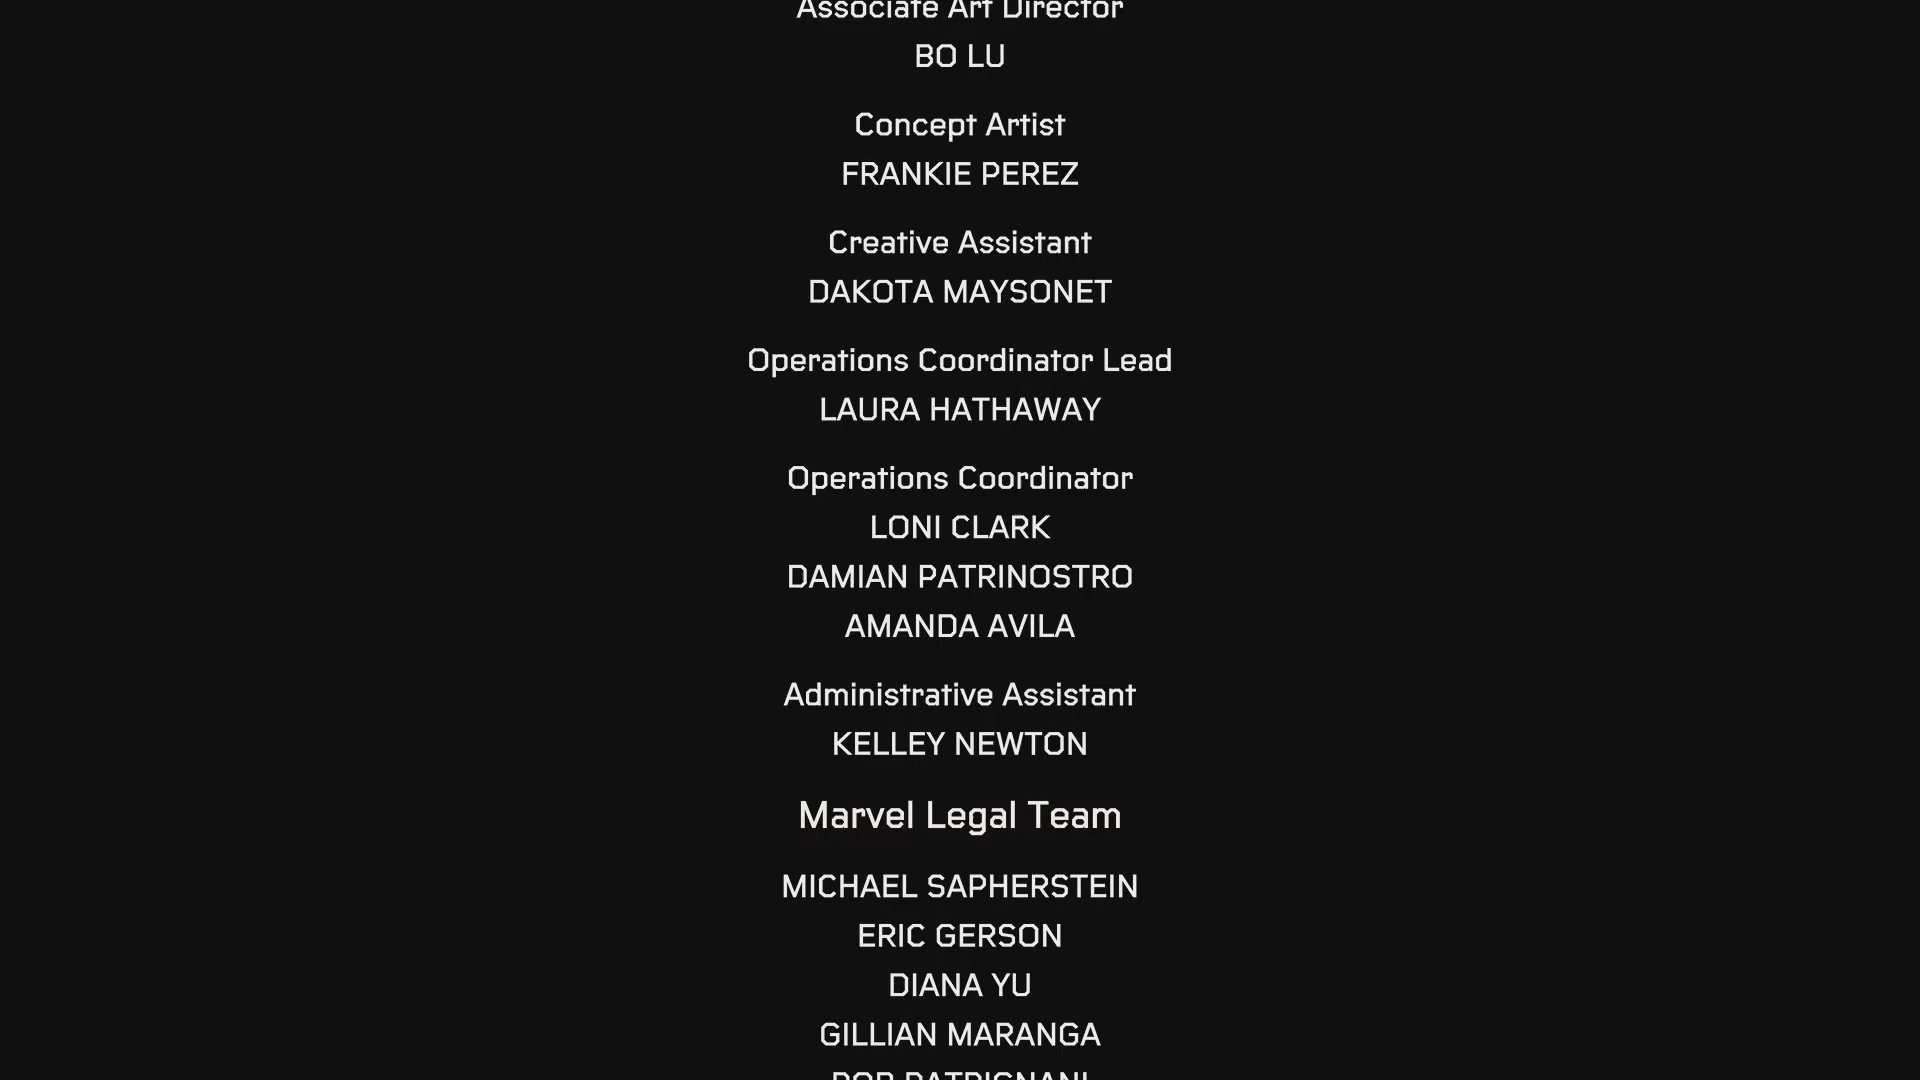 Associate Art Director
BO LU
Concept Artist
FRANKIE PEREZ
Creative Assistant
DAKOTA MAYSONET
Operations Coordinator Lead
LAURA HATHAWAY
Operations Coordinator
LONI CLARK
DAMIAN PATRINOSTRO
AMANDA AVILA
Administrative Assistant
KELLEY NEWTON
Marvel Legal Team
MICHAEL SAPHERSTEIN
ERIC GERSON
DIANA YU
GILLIAN MARANGA